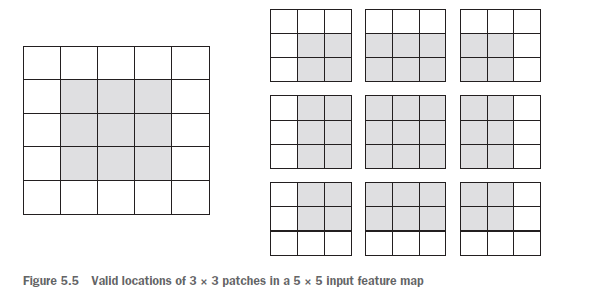 Figure 5.5 Valid locations of 3 × 3 patches in a 5 × 5 input feature map